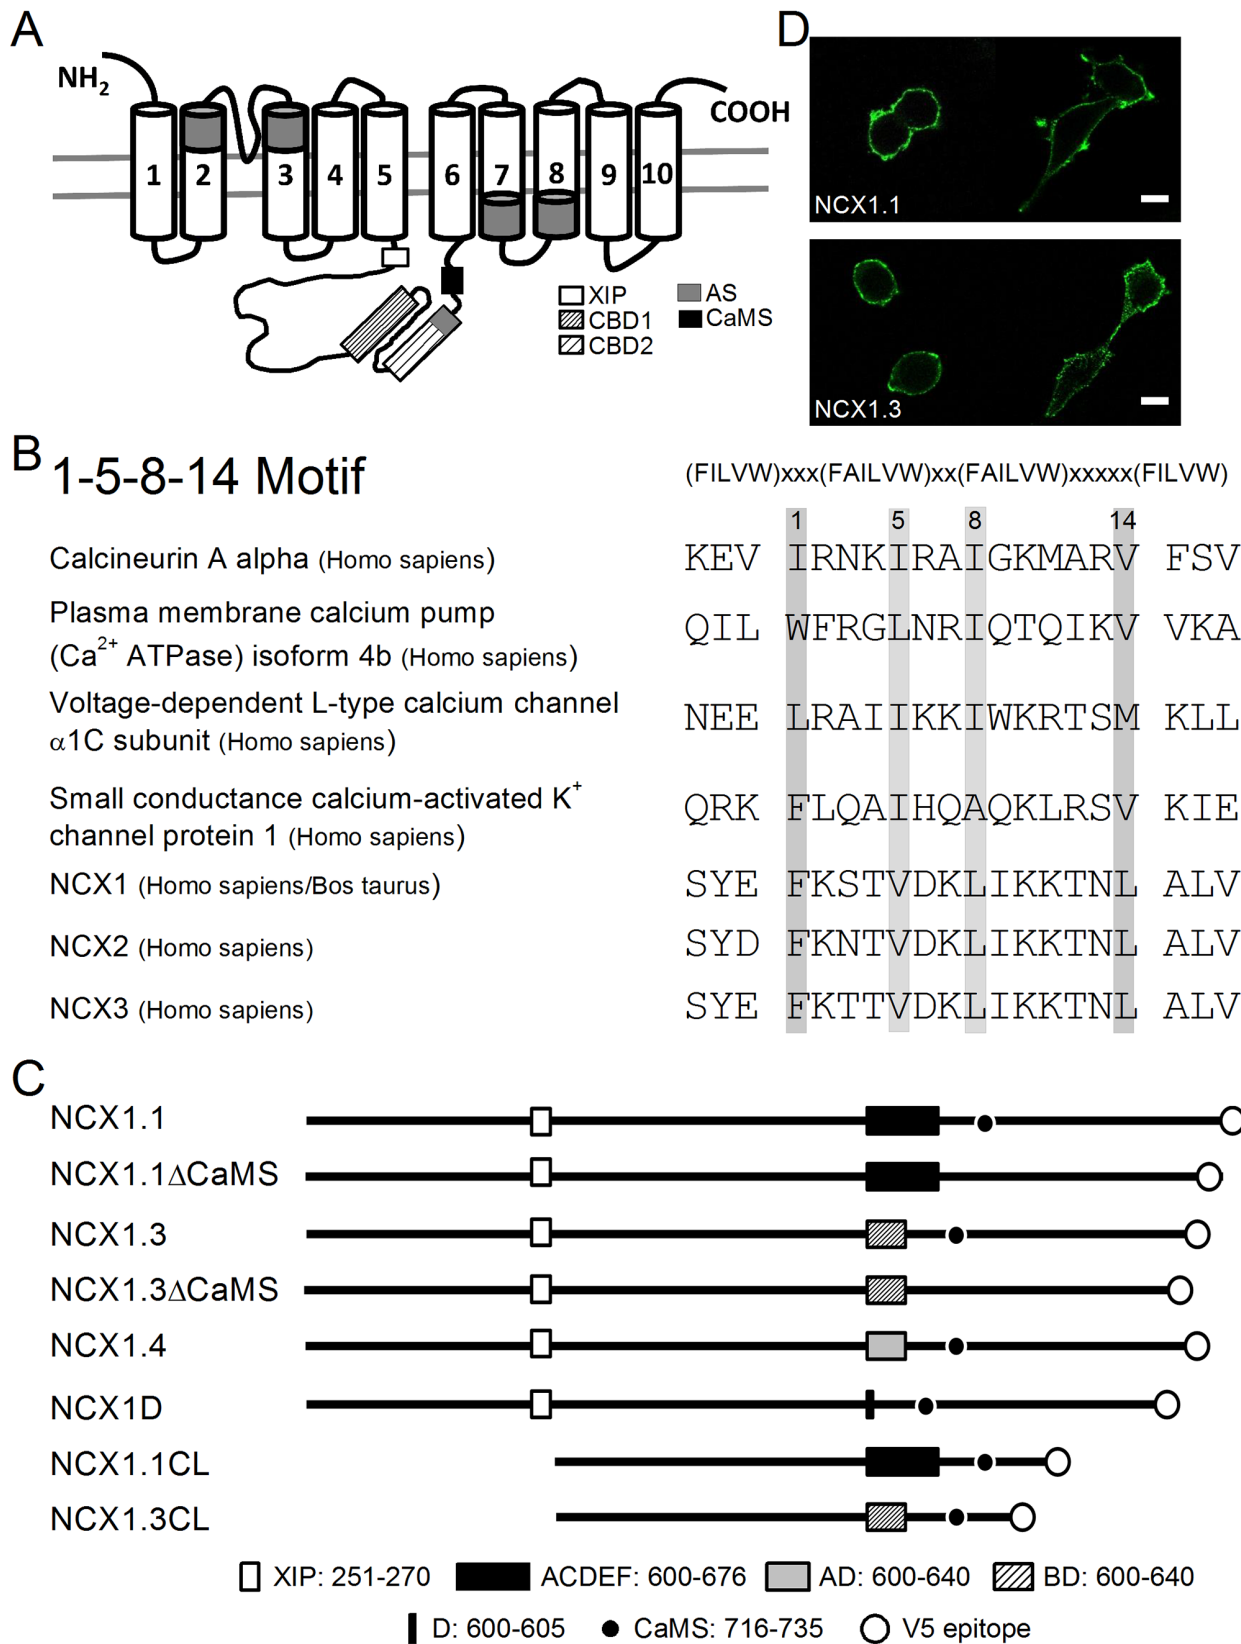 A
NH2
COOH
1 2 3 4 5 6 7 8 9 10
XIP
CBD1
CBD2
AS
CaMS
D
NCX1.1
NCX1.3
B
1-5-8-14 Motif
(FILVW)xxx(FAILVW)xx(FAILVW)xxxxx(FILVW)
1 5 8 14
Calcineurin A alpha (Homo sapiens)
KEV IRNKIRAIGKMARV FSV
Plasma membrane calcium pump
(Ca2+ ATPase) isoform 4b (Homo sapiens)
QIL WFRGLNRIQTQIKV VKA
Voltage-dependent L-type calcium channel
α1C subunit (Homo sapiens)
NEE LRAIIKKIWKRTSM KLL
Small conductance calcium-activated K+
channel protein 1 (Homo sapiens)
QRK FLQAIHQAQKLRSV KIE
NCX1 (Homo sapiens/Bos taurus)
SYE FKSTVDKLIKKTNL ALV
NCX2 (Homo sapiens)
SYD FKNTVDKLIKKTNL ALV
NCX3 (Homo sapiens)
SYE FKTTVDKLIKKTNL ALV
C
NCX1.1
NCX1.1ΔCaMS
NCX1.3
NCX1.3ΔCaMS
NCX1.4
NCX1D
NCX1.1CL
NCX1.3CL
XIP: 251-270
ACDEF: 600-676
AD: 600-640
BD: 600-640
D: 600-605
CaMS: 716-735
V5 epitope